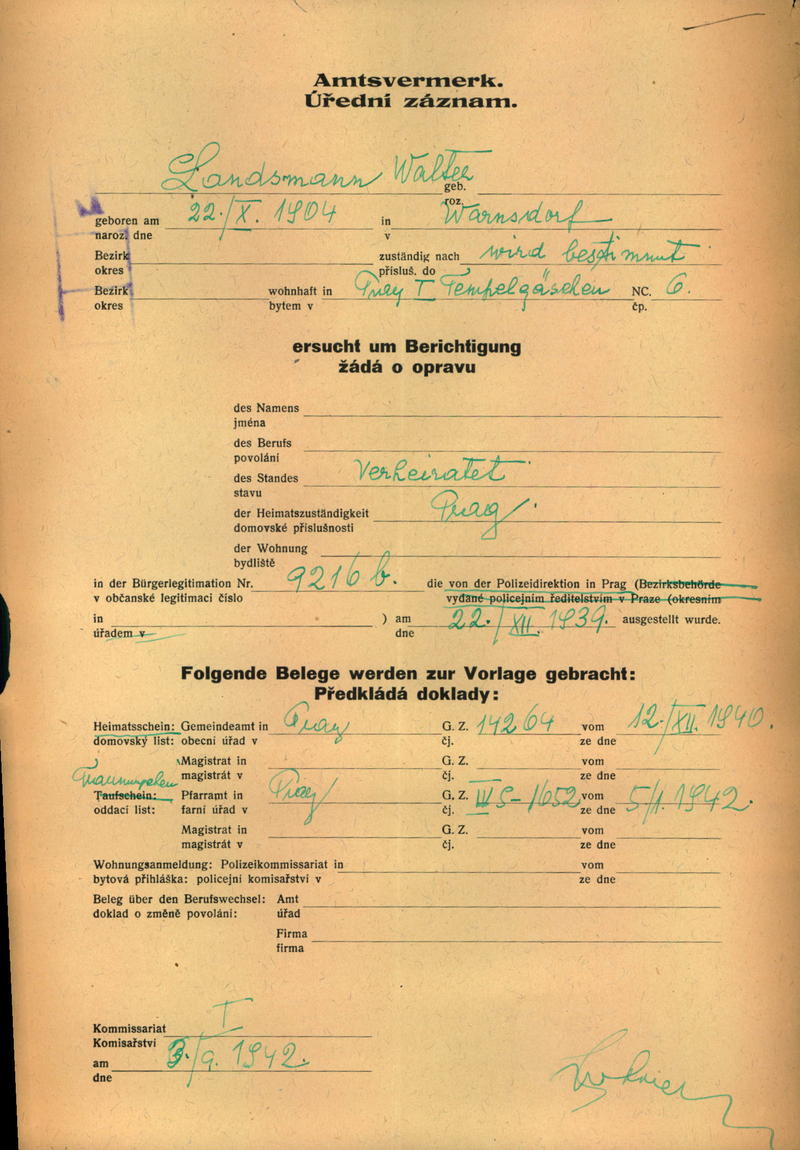 Amtsvermerk.
Úřední záznam.
Landsmann Walter geb.
roz.
geboren am 22./X. 1904 in Warnsdorf
naroz. dne v
Bezirk zuständig nach wird bestimmt
okres přísluš. do
Bezirk wohnhaft in Prag I Tempelgässchen NC. 6.
okres bytem v čp.
ersucht um Berichtigung
žádá o opravu
des Namens
jména
des Berufs
povolání
des Standes Verheiratet
stavu
der Heimatszuständigkeit Prag
domovské příslušnosti
der Wohnung
bydliště
in der Bürgerlegitimation Nr. 9216 b. die von der Polizeidirektion in Prag (Bezirksbehörde
v občanské legitimaci číslo vydané policejním ředitelstvím v Praze (okresním
in ) am 22./XII. 1939. ausgestellt wurde.
úřadem v dne
Folgende Belege werden zur Vorlage gebracht:
Předkládá doklady:
Heimatsschein: Gemeindeamt in Prag G. Z. 14264 vom 12./XII. 1940.
domovský list: obecní úřad v čj. ze dne
Magistrat in G. Z. vom
magistrát v čj. ze dne
Taufschein: Pfarramt in Prag G. Z. III S-1652 vom 5/I. 1942.
oddací list: farní úřad v čj. ze dne
Magistrat in G. Z. vom
magistrát v čj. ze dne
Wohnungsanmeldung: Polizeikommissariat in vom
bytová přihláška: policejní komisařství v ze dne
Beleg über den Berufswechsel: Amt
doklad o změně povolání: úřad
Firma
firma
Kommissariat I
Komisařství
am 3./9. 1942.
dne